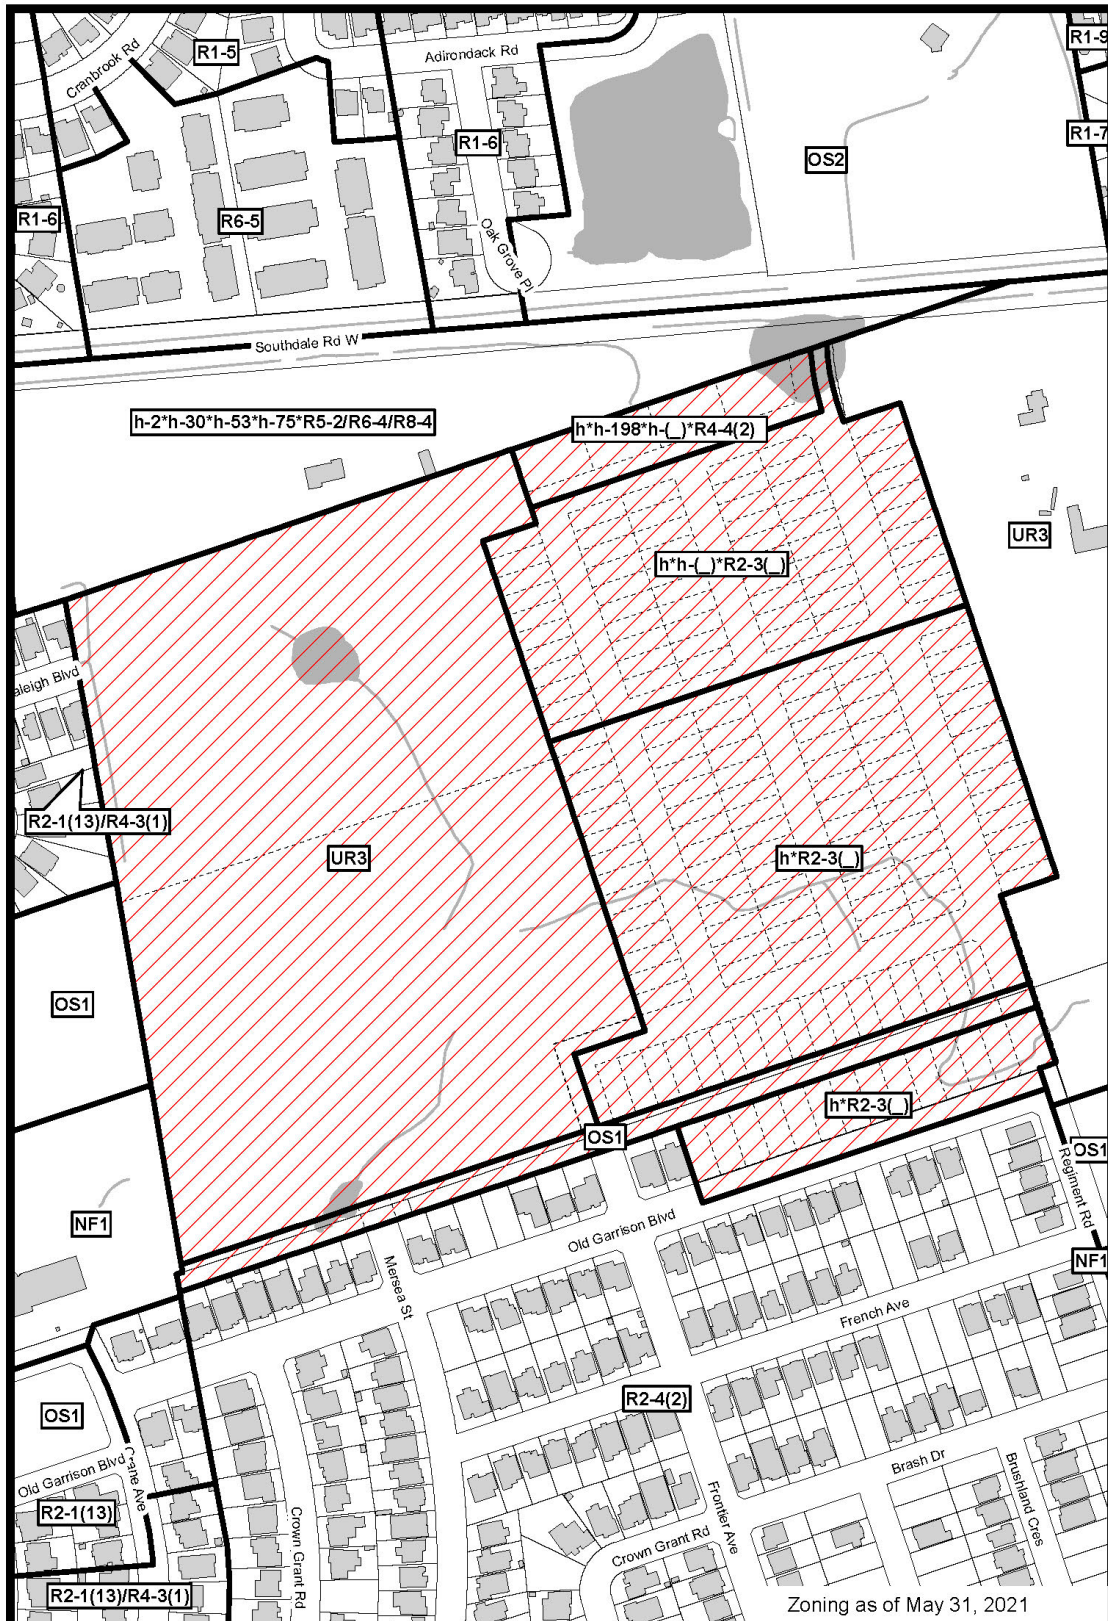 R1-5
R1-9
Cranbrook Rd
Adirondack Rd
R1-7
R1-6
OS2
R1-6
R6-5
Oak Grove Pl
Southdale Rd W
h-2*h-30*h-53*h-75*R5-2/R6-4/R8-4
h*h-198*h-(_)*R4-4(2)
UR3
h*h-(_)*R2-3(_)
aleigh Blvd
R2-1(13)/R4-3(1)
UR3
h*R2-3(_)
OS1
h*R2-3(_)
OS1
OS1
Regiment Rd
NF1
Old Garrison Blvd
NF1
Mersea St
French Ave
R2-4(2)
OS1
Old Garrison Blvd
Crane Ave
Brash Dr
Brushland Cres
R2-1(13)
Crown Grant Rd
Frontier Ave
Crown Grant Rd
R2-1(13)/R4-3(1)
Zoning as of May 31, 2021